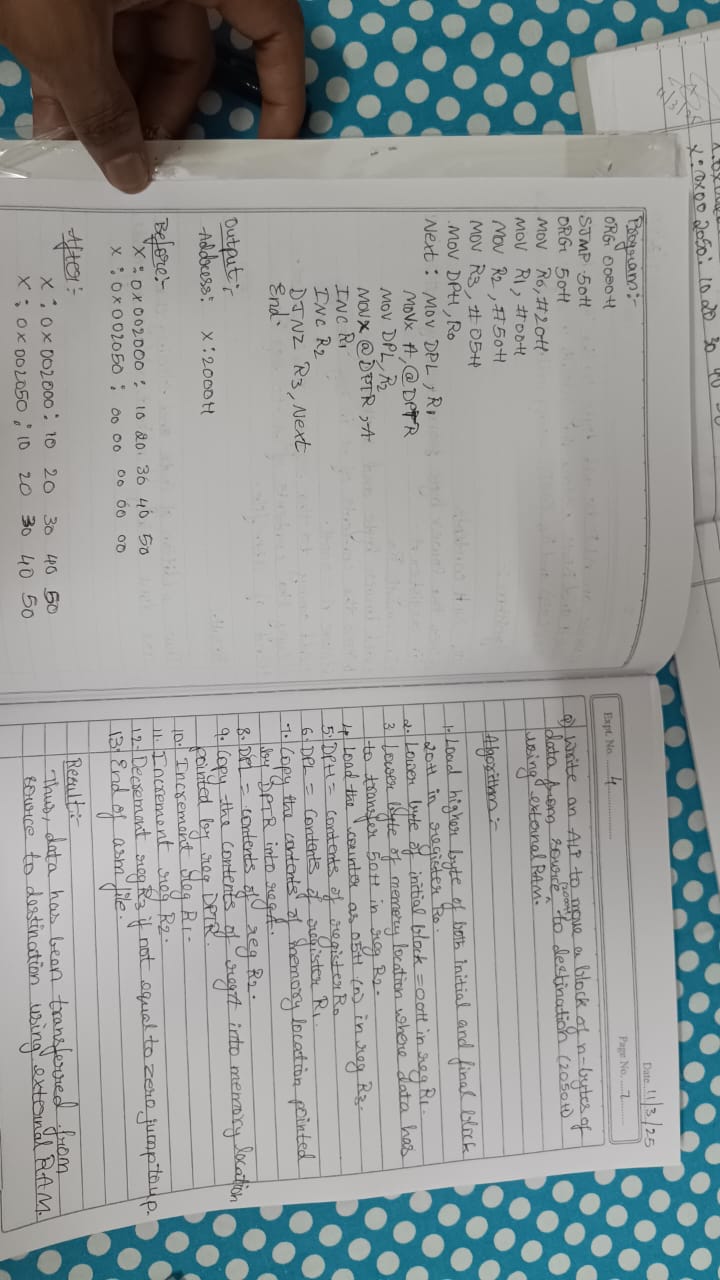 X:0x00 2050: 10 20 30 40
Program:-
ORG 0000H
SJMP 50H
ORG 50H
MOV R0, #20H
MOV R1, #00H
MOV R2, #50H
MOV R3, #05H
MOV DPH, R0
Next: MOV DPL, R1
MOVX A, @DPTR
MOV DPL, R2
MOVX @DPTR, A
INC R1
INC R2
DJNZ R3, Next
End.
Output:-
Address: X:2000H
Before:-
X:0x002000: 10 20 30 40 50
X:0x002050: 00 00 00 00 00
After:-
X:0x002000: 10 20 30 40 50
X:0x002050: 10 20 30 40 50
Date. 11/3/25
Expt. No. 4
Page No. 7
Q) Write an ALP to move a block of n-bytes of
data from source (2000H) to destination (2050H)
using external RAM.
Algorithm:-
1. Load higher byte of both initial and final block
20H in register R0.
2. Lower byte of initial block = 00H in reg R1.
3. Lower byte of memory location where data has
to transfer 50H in reg R2.
4. Load the counter as 05H (n) in reg R3.
5. DPH = contents of register R0
6. DPL = contents of register R1.
7. Copy the contents of memory location pointed
by DPTR into regA.
8. DPL = contents of reg R2.
9. Copy the contents of regA into memory location
pointed by reg DPTR.
10. Increment reg R1.
11. Increment reg R2.
12. Decrement reg R3 if not equal to zero jump to up.
13. End of asm file.
Result:-
Thus, data has been transferred from
source to destination using external RAM.